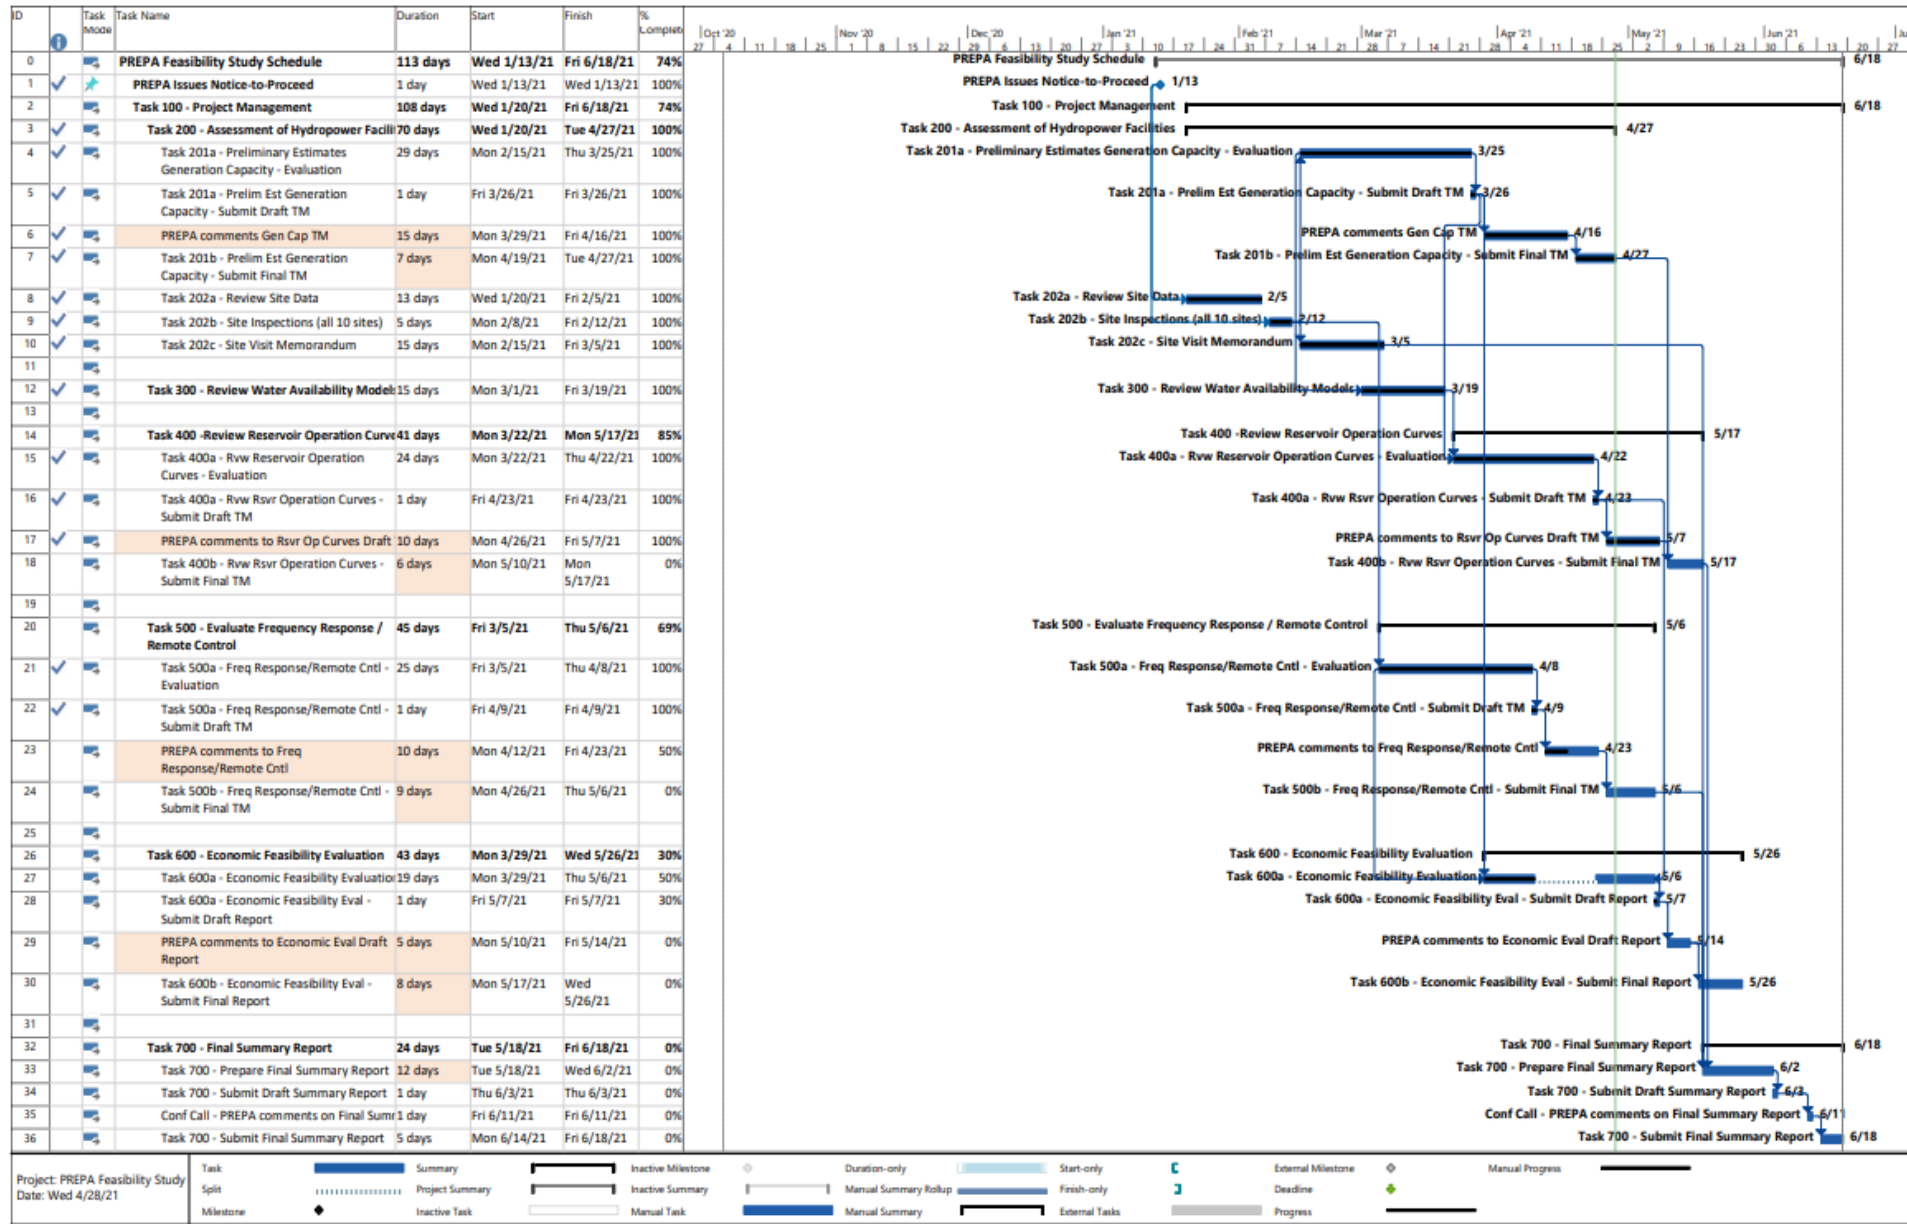 ID Task Mode Task Name Duration Start Finish % Complete
Oct '20 Nov '20 Dec '20 Jan '21 Feb '21 Mar '21 Apr '21 May '21 Jun '21 Ju
27 4 11 18 25 1 8 15 22 29 6 13 20 27 3 10 17 24 31 7 14 21 28 7 14 21 28 4 11 18 25 2 9 16 23 30 6 13 20 27
0 PREPA Feasibility Study Schedule 113 days Wed 1/13/21 Fri 6/18/21 74% PREPA Feasibility Study Schedule 6/18
1 PREPA Issues Notice-to-Proceed 1 day Wed 1/13/21 Wed 1/13/21 100% PREPA Issues Notice-to-Proceed 1/13
2 Task 100 - Project Management 108 days Wed 1/20/21 Fri 6/18/21 74% Task 100 - Project Management 6/18
3 Task 200 - Assessment of Hydropower Facilit 70 days Wed 1/20/21 Tue 4/27/21 100% Task 200 - Assessment of Hydropower Facilities 4/27
4 Task 201a - Preliminary Estimates 29 days Mon 2/15/21 Thu 3/25/21 100% Task 201a - Preliminary Estimates Generation Capacity - Evaluation 3/25
Generation Capacity - Evaluation
5 Task 201a - Prelim Est Generation 1 day Fri 3/26/21 Fri 3/26/21 100% Task 201a - Prelim Est Generation Capacity - Submit Draft TM 3/26
Capacity - Submit Draft TM
6 PREPA comments Gen Cap TM 15 days Mon 3/29/21 Fri 4/16/21 100% PREPA comments Gen Cap TM 4/16
7 Task 201b - Prelim Est Generation 7 days Mon 4/19/21 Tue 4/27/21 100% Task 201b - Prelim Est Generation Capacity - Submit Final TM 4/27
Capacity - Submit Final TM
8 Task 202a - Review Site Data 13 days Wed 1/20/21 Fri 2/5/21 100% Task 202a - Review Site Data 2/5
9 Task 202b - Site Inspections (all 10 sites) 5 days Mon 2/8/21 Fri 2/12/21 100% Task 202b - Site Inspections (all 10 sites) 2/12
10 Task 202c - Site Visit Memorandum 15 days Mon 2/15/21 Fri 3/5/21 100% Task 202c - Site Visit Memorandum 3/5
11
12 Task 300 - Review Water Availability Models 15 days Mon 3/1/21 Fri 3/19/21 100% Task 300 - Review Water Availability Models 3/19
13
14 Task 400 -Review Reservoir Operation Curve 41 days Mon 3/22/21 Mon 5/17/21 85% Task 400 -Review Reservoir Operation Curves 5/17
15 Task 400a - Rvw Reservoir Operation 24 days Mon 3/22/21 Thu 4/22/21 100% Task 400a - Rvw Reservoir Operation Curves - Evaluation 4/22
Curves - Evaluation
16 Task 400a - Rvw Rsvr Operation Curves - 1 day Fri 4/23/21 Fri 4/23/21 100% Task 400a - Rvw Rsvr Operation Curves - Submit Draft TM 4/23
Submit Draft TM
17 PREPA comments to Rsvr Op Curves Draft 10 days Mon 4/26/21 Fri 5/7/21 100% PREPA comments to Rsvr Op Curves Draft TM 5/7
18 Task 400b - Rvw Rsvr Operation Curves - 6 days Mon 5/10/21 Mon 0% Task 400b - Rvw Rsvr Operation Curves - Submit Final TM 5/17
Submit Final TM 5/17/21
19
20 Task 500 - Evaluate Frequency Response / 45 days Fri 3/5/21 Thu 5/6/21 69% Task 500 - Evaluate Frequency Response / Remote Control 5/6
Remote Control
21 Task 500a - Freq Response/Remote Cntl - 25 days Fri 3/5/21 Thu 4/8/21 100% Task 500a - Freq Response/Remote Cntl - Evaluation 4/8
Evaluation
22 Task 500a - Freq Response/Remote Cntl - 1 day Fri 4/9/21 Fri 4/9/21 100% Task 500a - Freq Response/Remote Cntl - Submit Draft TM 4/9
Submit Draft TM
23 PREPA comments to Freq 10 days Mon 4/12/21 Fri 4/23/21 50% PREPA comments to Freq Response/Remote Cntl 4/23
Response/Remote Cntl
24 Task 500b - Freq Response/Remote Cntl - 9 days Mon 4/26/21 Thu 5/6/21 0% Task 500b - Freq Response/Remote Cntl - Submit Final TM 5/6
Submit Final TM
25
26 Task 600 - Economic Feasibility Evaluation 43 days Mon 3/29/21 Wed 5/26/21 30% Task 600 - Economic Feasibility Evaluation 5/26
27 Task 600a - Economic Feasibility Evaluation 19 days Mon 3/29/21 Thu 5/6/21 50% Task 600a - Economic Feasibility Evaluation 5/6
28 Task 600a - Economic Feasibility Eval - 1 day Fri 5/7/21 Fri 5/7/21 30% Task 600a - Economic Feasibility Eval - Submit Draft Report 5/7
Submit Draft Report
29 PREPA comments to Economic Eval Draft 5 days Mon 5/10/21 Fri 5/14/21 0% PREPA comments to Economic Eval Draft Report 5/14
Report
30 Task 600b - Economic Feasibility Eval - 8 days Mon 5/17/21 Wed 0% Task 600b - Economic Feasibility Eval - Submit Final Report 5/26
Submit Final Report 5/26/21
31
32 Task 700 - Final Summary Report 24 days Tue 5/18/21 Fri 6/18/21 0% Task 700 - Final Summary Report 6/18
33 Task 700 - Prepare Final Summary Report 12 days Tue 5/18/21 Wed 6/2/21 0% Task 700 - Prepare Final Summary Report 6/2
34 Task 700 - Submit Draft Summary Report 1 day Thu 6/3/21 Thu 6/3/21 0% Task 700 - Submit Draft Summary Report 6/3
35 Conf Call - PREPA comments on Final Summ 1 day Fri 6/11/21 Fri 6/11/21 0% Conf Call - PREPA comments on Final Summary Report 6/11
36 Task 700 - Submit Final Summary Report 5 days Mon 6/14/21 Fri 6/18/21 0% Task 700 - Submit Final Summary Report 6/18
Project: PREPA Feasibility Study
Date: Wed 4/28/21
Task Summary Inactive Milestone Duration-only Start-only External Milestone Manual Progress
Split Project Summary Inactive Summary Manual Summary Rollup Finish-only Deadline
Milestone Inactive Task Manual Task Manual Summary External Tasks Progress